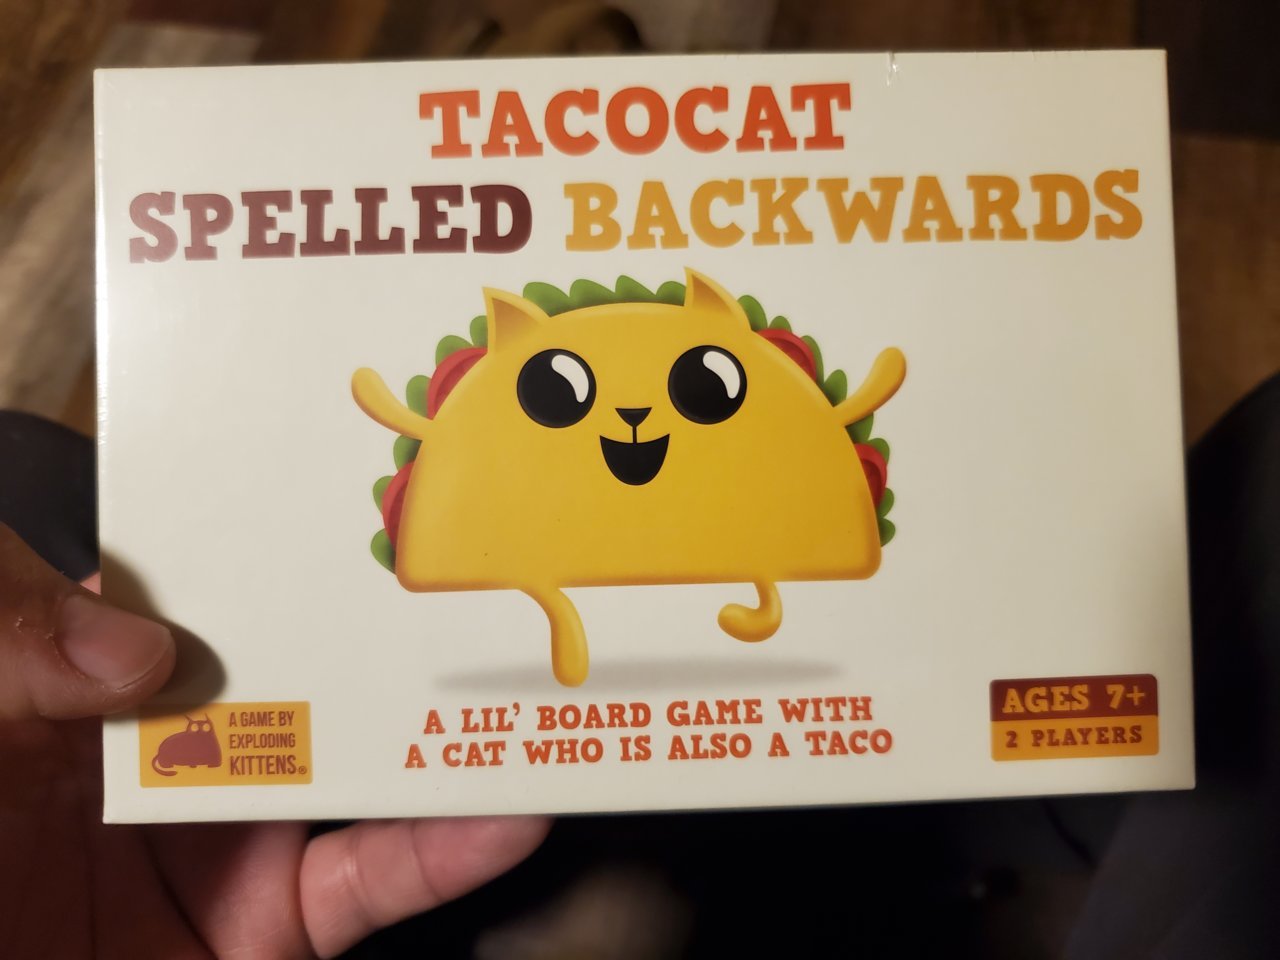 TACOCAT
SPELLED BACKWARDS
A LIL' BOARD GAME WITH
A CAT WHO IS ALSO A TACO
A GAME BY
EXPLODING
KITTENS®
AGES 7+
2 PLAYERS